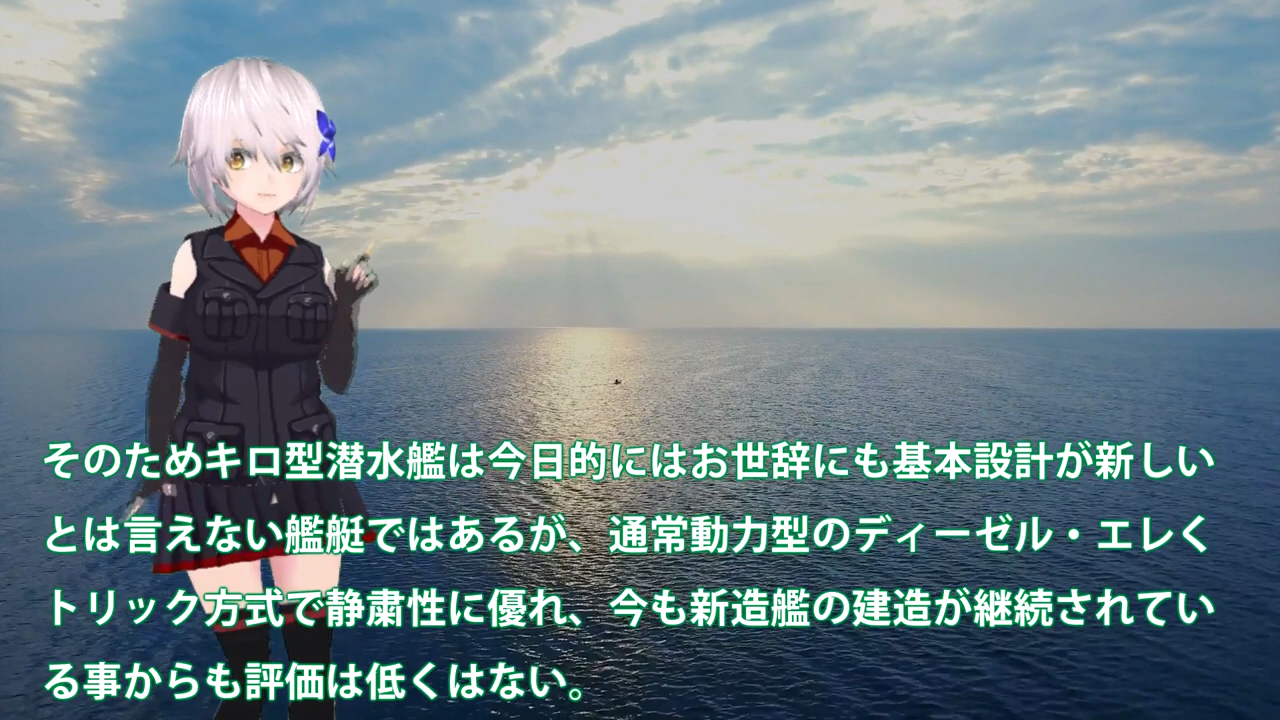 そのためキロ型潜水艦は今日的にはお世辞にも基本設計が新しい
とは言えない艦艇ではあるが、通常動力型のディーゼル・エレく
トリック方式で静粛性に優れ、今も新造艦の建造が継続されてい
る事からも評価は低くはない。